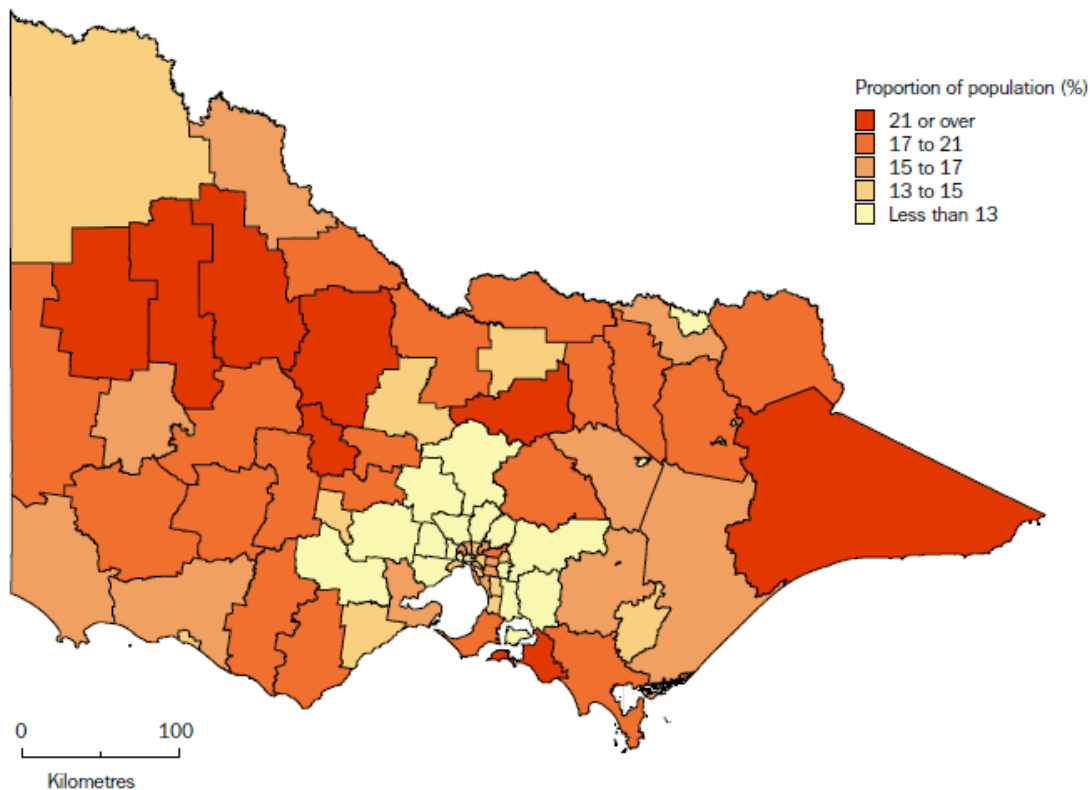 Proportion of population (%)
21 or over
17 to 21
15 to 17
13 to 15
Less than 13
0 100
Kilometres